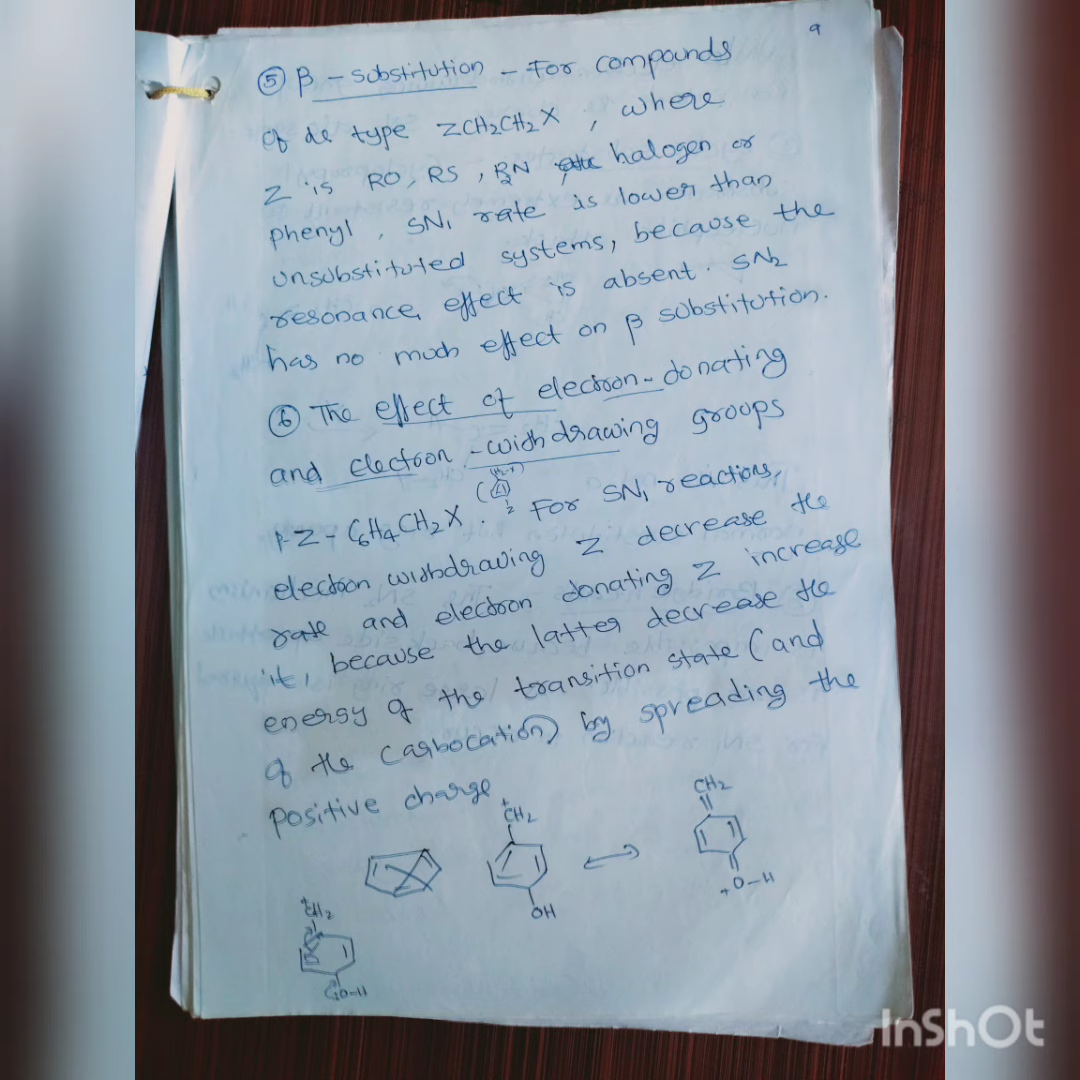 9
⑤ β - substitution - For compounds
of de type ZCH2CH2X , where
Z is RO, RS , R2N halogen or
phenyl , SN1 rate is lower than
unsubstituted systems, because the
resonance effect is absent. SN2
has no much effect on β substitution.
⑥ The effect of electron-donating
and electron-withdrawing groups
p-Z-C6H4CH2X . For SN1 reactions,
electron withdrawing Z decrease the
rate and electron donating Z increase
it, because the latter decrease the
energy of the transition state (and
of the carbocation) by spreading the
positive charge
+CH2
CH2
OH
+O-H
+CH2
O-H
InShOt